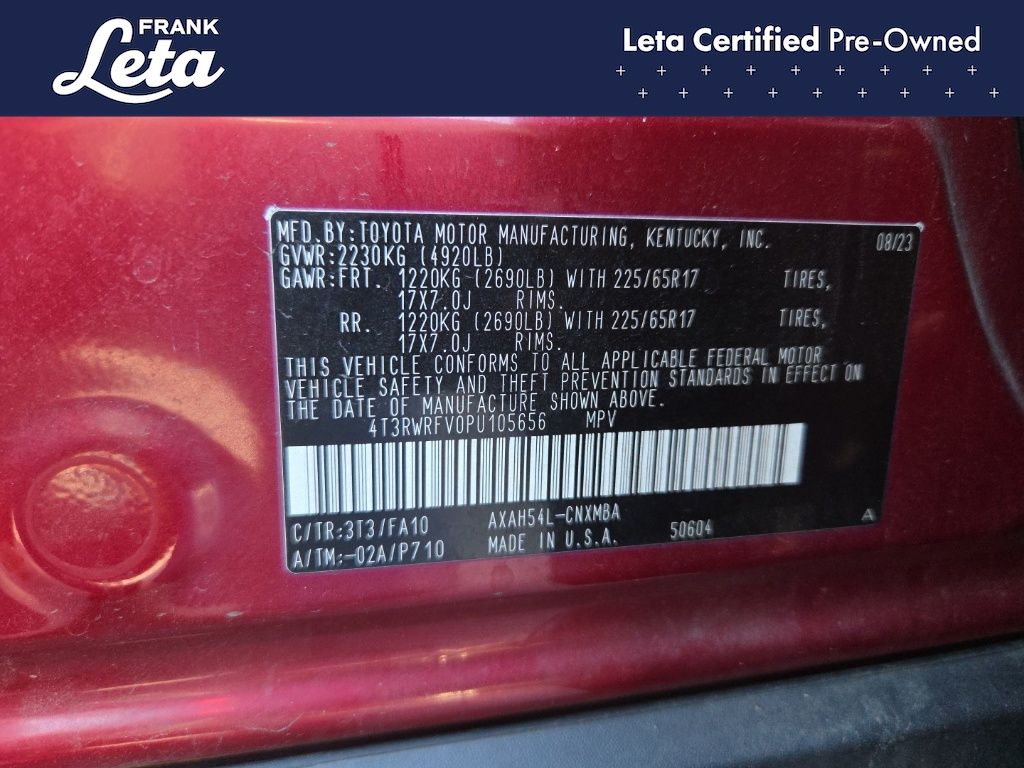 FRANK
Leta
Leta Certified Pre-Owned
MFD.BY:TOYOTA MOTOR MANUFACTURING, KENTUCKY, INC. 08/23
GVWR:2230KG (4920LB)
GAWR:FRT. 1220KG (2690LB) WITH 225/65R17 TIRES,
17X7.0J RIMS.
RR. 1220KG (2690LB) WITH 225/65R17 TIRES,
17X7.0J RIMS.
THIS VEHICLE CONFORMS TO ALL APPLICABLE FEDERAL MOTOR
VEHICLE SAFETY AND THEFT PREVENTION STANDARDS IN EFFECT ON
THE DATE OF MANUFACTURE SHOWN ABOVE.
4T3RWRFV0PU105656 MPV
C/TR:3T3/FA10 AXAH54L-CNXMBA A
A/TM:-02A/P710 MADE IN U.S.A. 50604